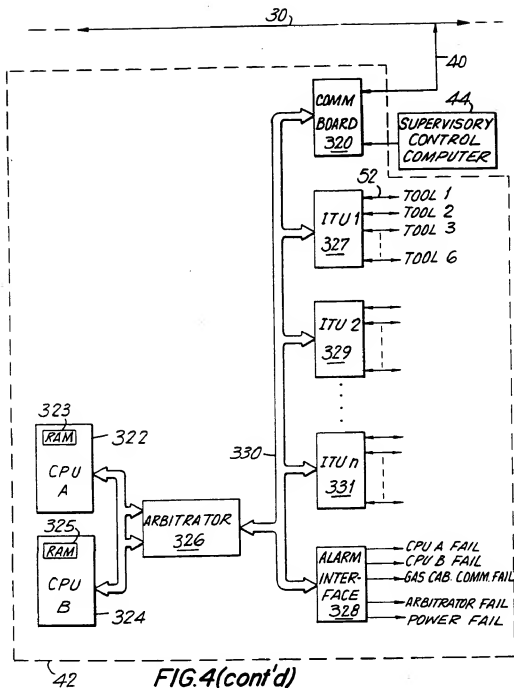 30
40
44
COMM
BOARD
320
SUPERVISORY
CONTROL
COMPUTER
52
TOOL 1
TOOL 2
TOOL 3
TOOL 6
ITU 1
327
ITU 2
329
ITU n
331
330
323
RAM
322
CPU
A
325
RAM
CPU
B
324
ARBITRATOR
326
ALARM
INTER-
FACE
328
CPU A FAIL
CPU B FAIL
GAS CAB. COMM. FAIL
ARBITRATOR FAIL
POWER FAIL
42
FIG.4(cont'd)